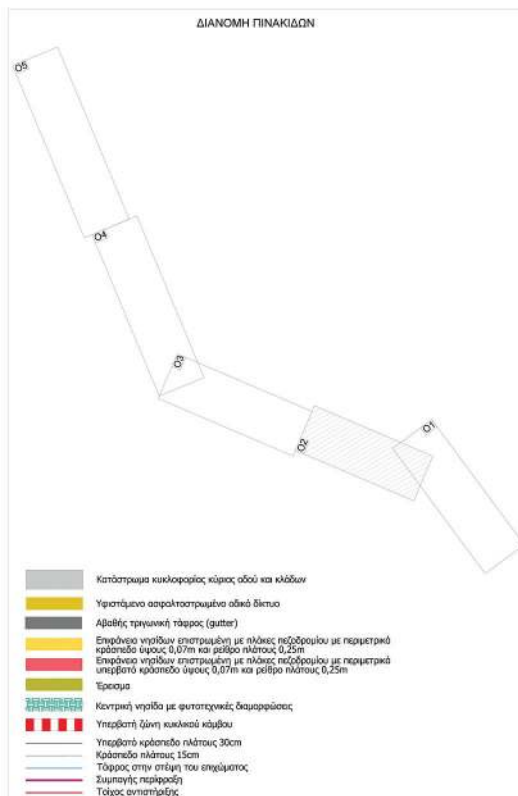 ΔΙΑΝΟΜΗ ΠΙΝΑΚΙΔΩΝ
O5
O4
O3
O2
O1
Κατάστρωμα κυκλοφορίας κύριας οδού και κλάδων
Υφιστάμενο ασφαλτοστρωμένο οδικό δίκτυο
Αβαθής τριγωνική τάφρος (gutter)
Επιφάνεια νησίδων επιστρωμένη με πλάκες πεζοδρομίου με περιμετρικό
κράσπεδο ύψους 0,07m και ρείθρο πλάτους 0,25m
Επιφάνεια νησίδων επιστρωμένη με πλάκες πεζοδρομίου με περιμετρικό
υπερβατό κράσπεδο ύψους 0,07m και ρείθρο πλάτους 0,25m
Έρεισμα
Κεντρική νησίδα με φυτοτεχνικές διαμορφώσεις
Υπερβατή ζώνη κυκλικού κόμβου
Υπερβατό κράσπεδο πλάτους 30cm
Κράσπεδο πλάτους 15cm
Τάφρος στην στέψη του επιχώματος
Συμπαγής περίφραξη
Τοίχος αντιστήριξης